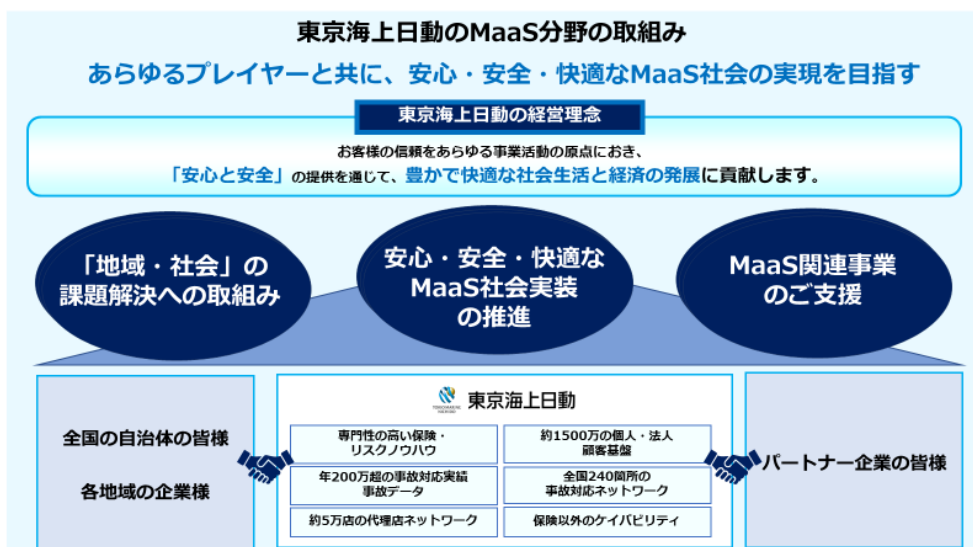 東京海上日動のMaaS分野の取組み
あらゆるプレイヤーと共に、安心・安全・快適なMaaS社会の実現を目指す
東京海上日動の経営理念
お客様の信頼をあらゆる事業活動の原点におき、
「安心と安全」の提供を通じて、豊かで快適な社会生活と経済の発展に貢献します。
「地域・社会」の
課題解決への取組み
安心・安全・快適な
MaaS社会実装
の推進
MaaS関連事業
のご支援
全国の自治体の皆様
各地域の企業様
東京海上日動
専門性の高い保険・
リスクノウハウ
約1500万の個人・法人
顧客基盤
年200万超の事故対応実績
事故データ
全国240箇所の
事故対応ネットワーク
約5万店の代理店ネットワーク
保険以外のケイパビリティ
パートナー企業の皆様